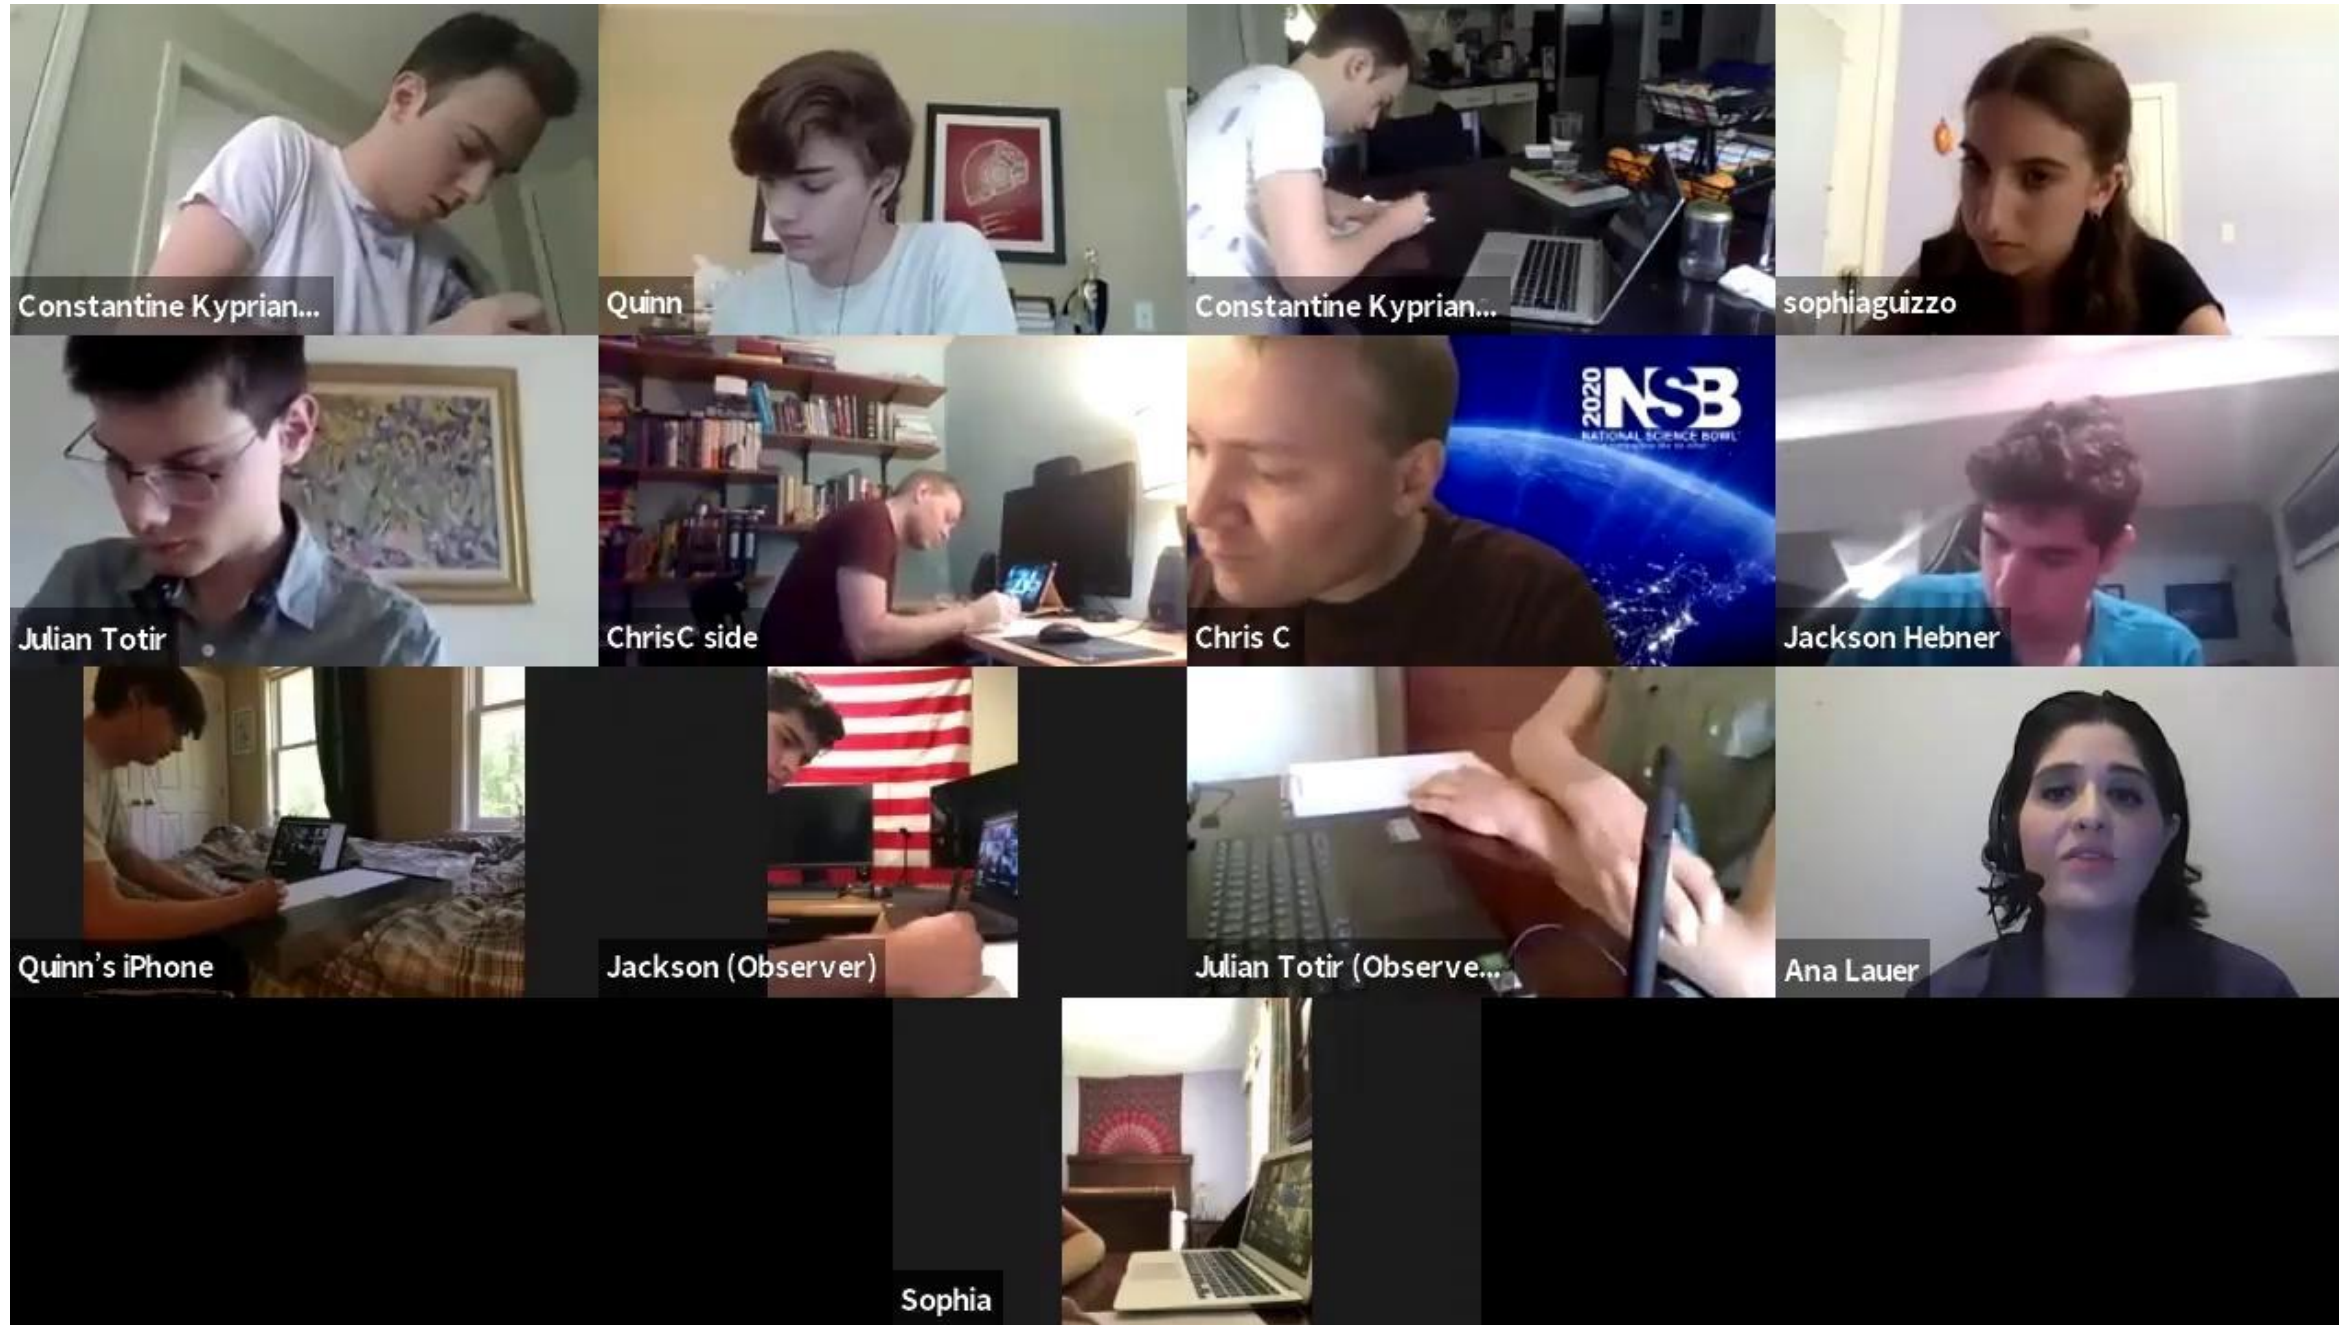 Constantine Kyprian...
Quinn
Constantine Kyprian...
sophiaguizzo
Julian Totir
ChrisC side
2020
NSB
NATIONAL SCIENCE BOWL
Chris C
Jackson Hebner
Quinn's iPhone
Jackson (Observer)
Julian Totir (Observe...
Ana Lauer
Sophia